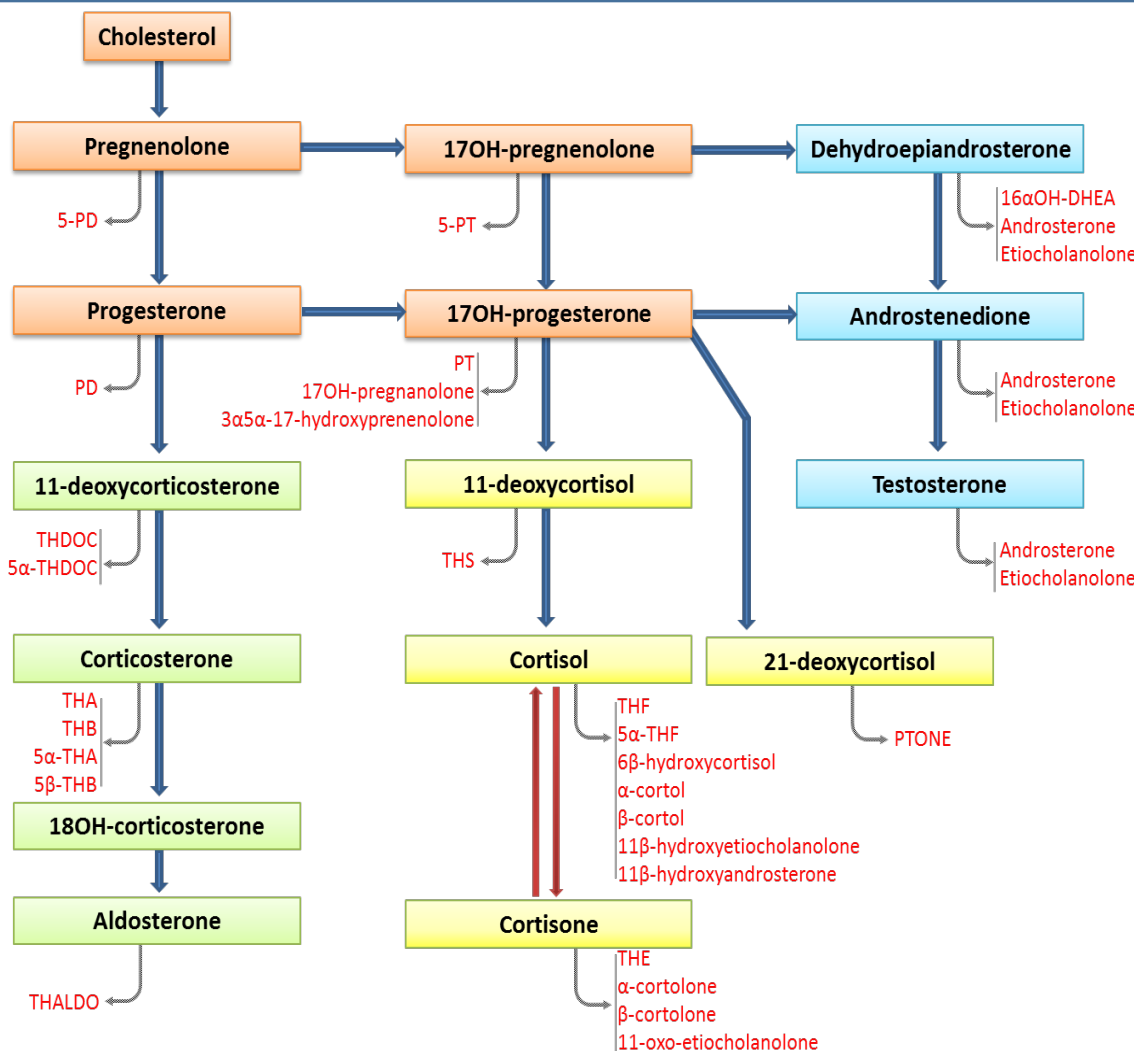 Cholesterol
Pregnenolone
17OH-pregnenolone
Dehydroepiandrosterone
5-PD
5-PT
16αOH-DHEA
Androsterone
Etiocholanolone
Progesterone
17OH-progesterone
Androstenedione
PD
PT
17OH-pregnanolone
3α5α-17-hydroxyprenenolone
Androsterone
Etiocholanolone
11-deoxycorticosterone
11-deoxycortisol
Testosterone
THDOC
5α-THDOC
THS
Androsterone
Etiocholanolone
Corticosterone
Cortisol
21-deoxycortisol
THA
THB
5α-THA
5β-THB
THF
5α-THF
6β-hydroxycortisol
α-cortol
β-cortol
11β-hydroxyetiocholanolone
11β-hydroxyandrosterone
PTONE
18OH-corticosterone
Aldosterone
Cortisone
THALDO
THE
α-cortolone
β-cortolone
11-oxo-etiocholanolone